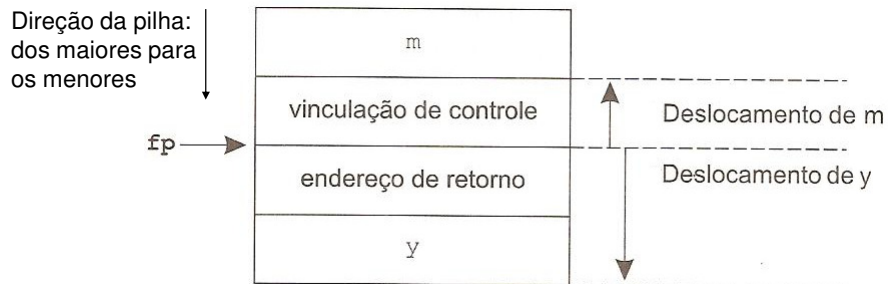 Direção da pilha:
dos maiores para
os menores
m
vinculação de controle
Deslocamento de m
fp
endereço de retorno
Deslocamento de y
y